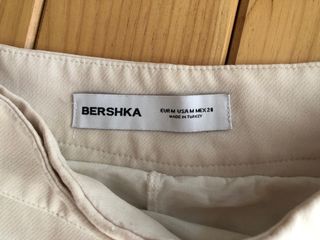 BERSHKA
EUR M USA M MEX 28
MADE IN TURKEY